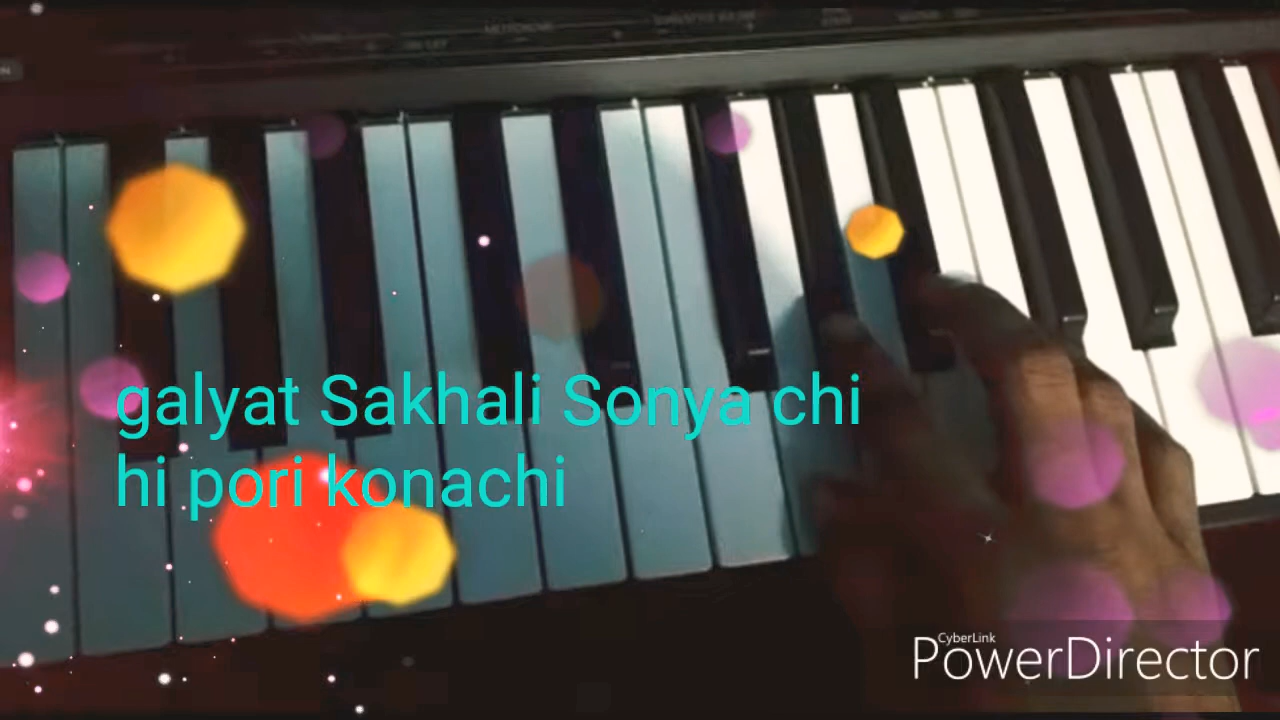 galyat Sakhali Sonya chi
hi pori konachi
CyberLink
PowerDirector